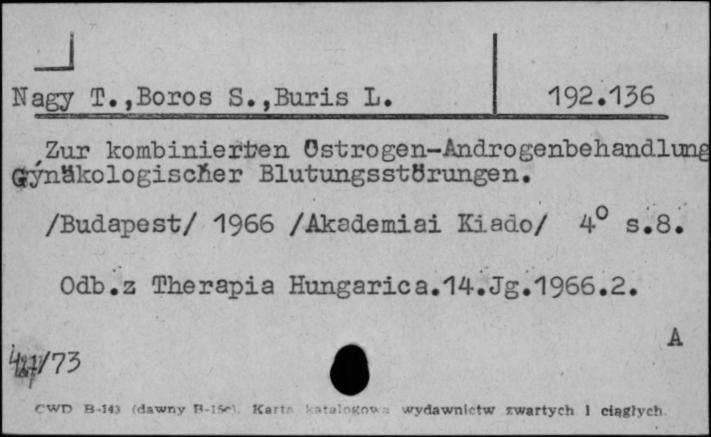 Nagy T.,Boros S.,Buris L. 192.136
Zur kombinierten Östrogen-Androgenbehandlung
Gynäkologischer Blutungsstörungen.
/Budapest/ 1966 /Akademiai Kiado/ 4° s.8.
Odb.z Therapia Hungarica.14.Jg.1966.2.
A
/73
CWD B-143 (dawny B-15c). Karta katalogowa wydawnictw zwartych i ciągłych.